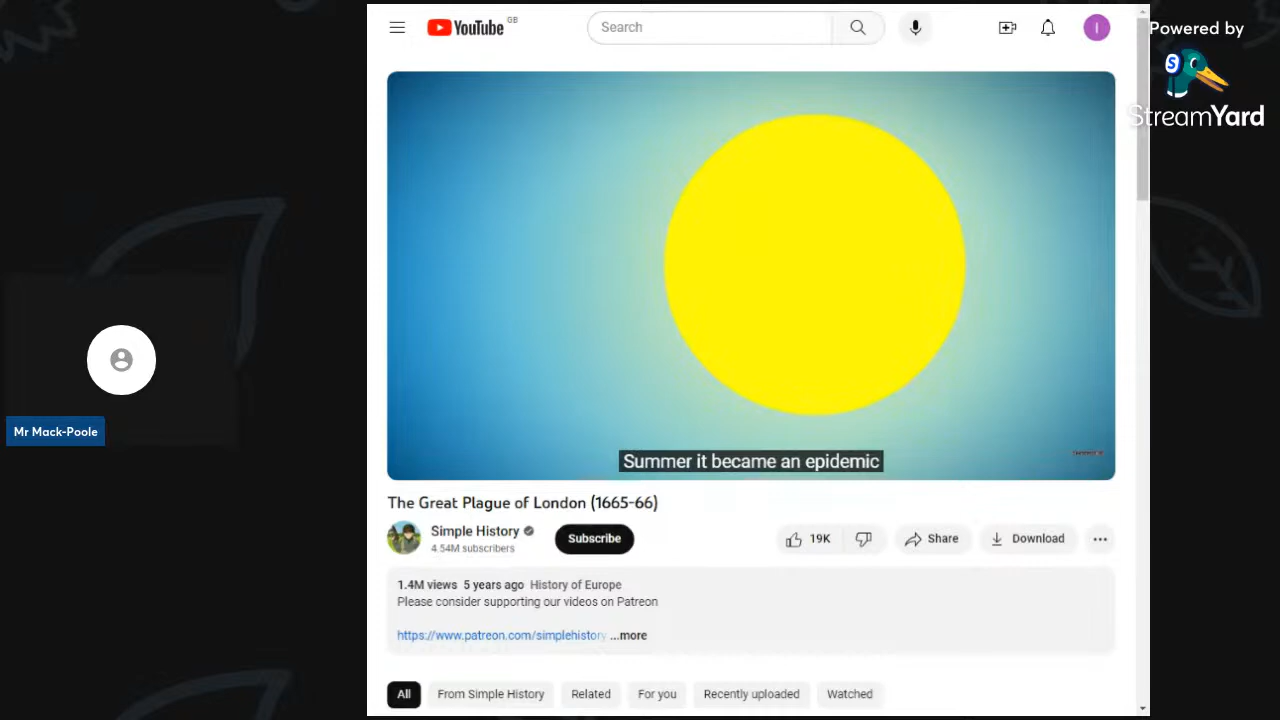 YouTube GB
Search
I
Powered by
S
StreamYard
Summer it became an epidemic
The Great Plague of London (1665-66)
Simple History
4.54M subscribers
Subscribe
19K
Share
Download
1.4M views 5 years ago History of Europe
Please consider supporting our videos on Patreon
https://www.patreon.com/simplehistory ...more
Mr Mack-Poole
All
From Simple History
Related
For you
Recently uploaded
Watched